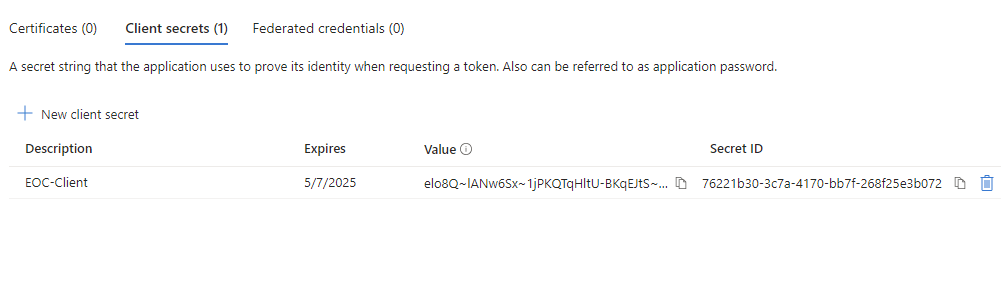 Certificates (0) Client secrets (1) Federated credentials (0)
A secret string that the application uses to prove its identity when requesting a token. Also can be referred to as application password.
New client secret
Description Expires Value Secret ID
EOC-Client 5/7/2025 elo8Q~lANw6Sx~1jPKQTqHltU-BKqEJtS~... 76221b30-3c7a-4170-bb7f-268f25e3b072